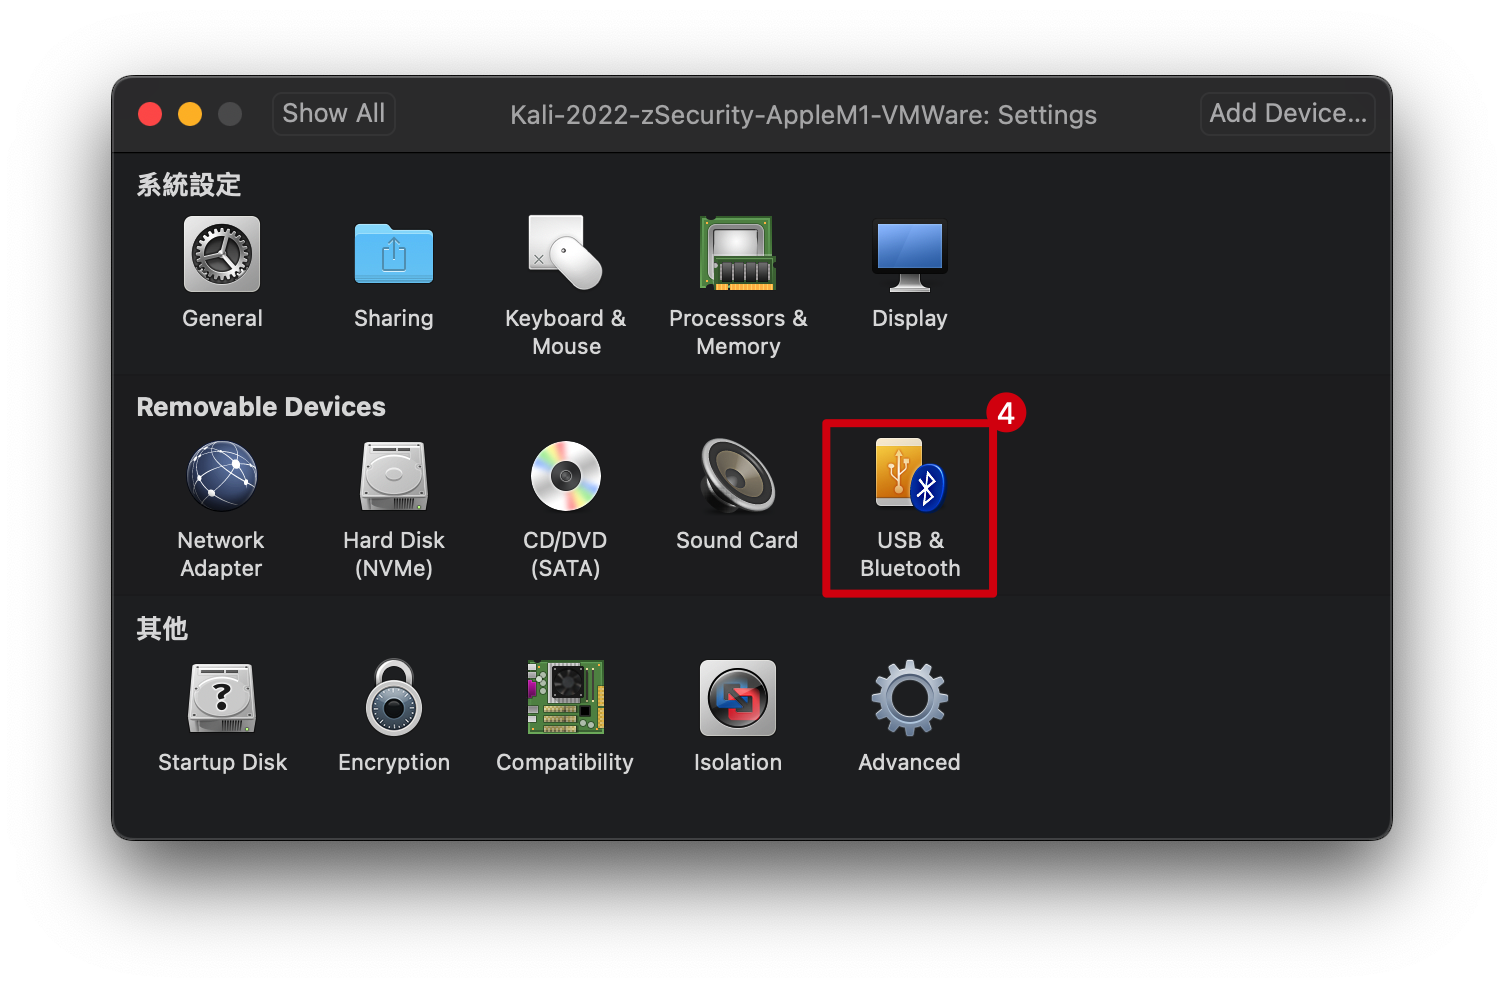 Show All
Kali-2022-zSecurity-AppleM1-VMWare: Settings
Add Device...
系統設定
General
Sharing
Keyboard &
Mouse
Processors &
Memory
Display
Removable Devices
4
Network
Adapter
Hard Disk
(NVMe)
CD/DVD
(SATA)
Sound Card
USB &
Bluetooth
其他
Startup Disk
Encryption
Compatibility
Isolation
Advanced